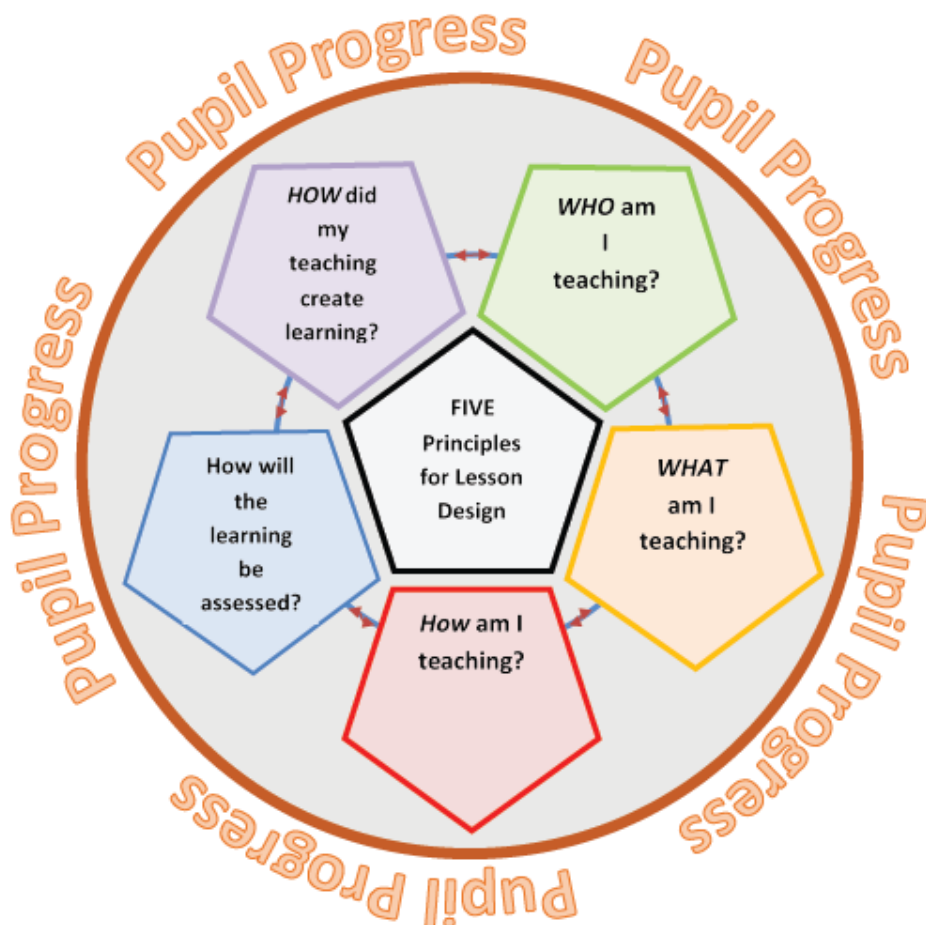 Pupil Progress
Pupil Progress
HOW did
my
teaching
create
learning?
WHO am
I
teaching?
FIVE
Principles
for Lesson
Design
WHAT
am I
teaching?
How am I
teaching?
How will
the
learning
be
assessed?
Pupil Progress
Pupil Progress
Pupil Progress